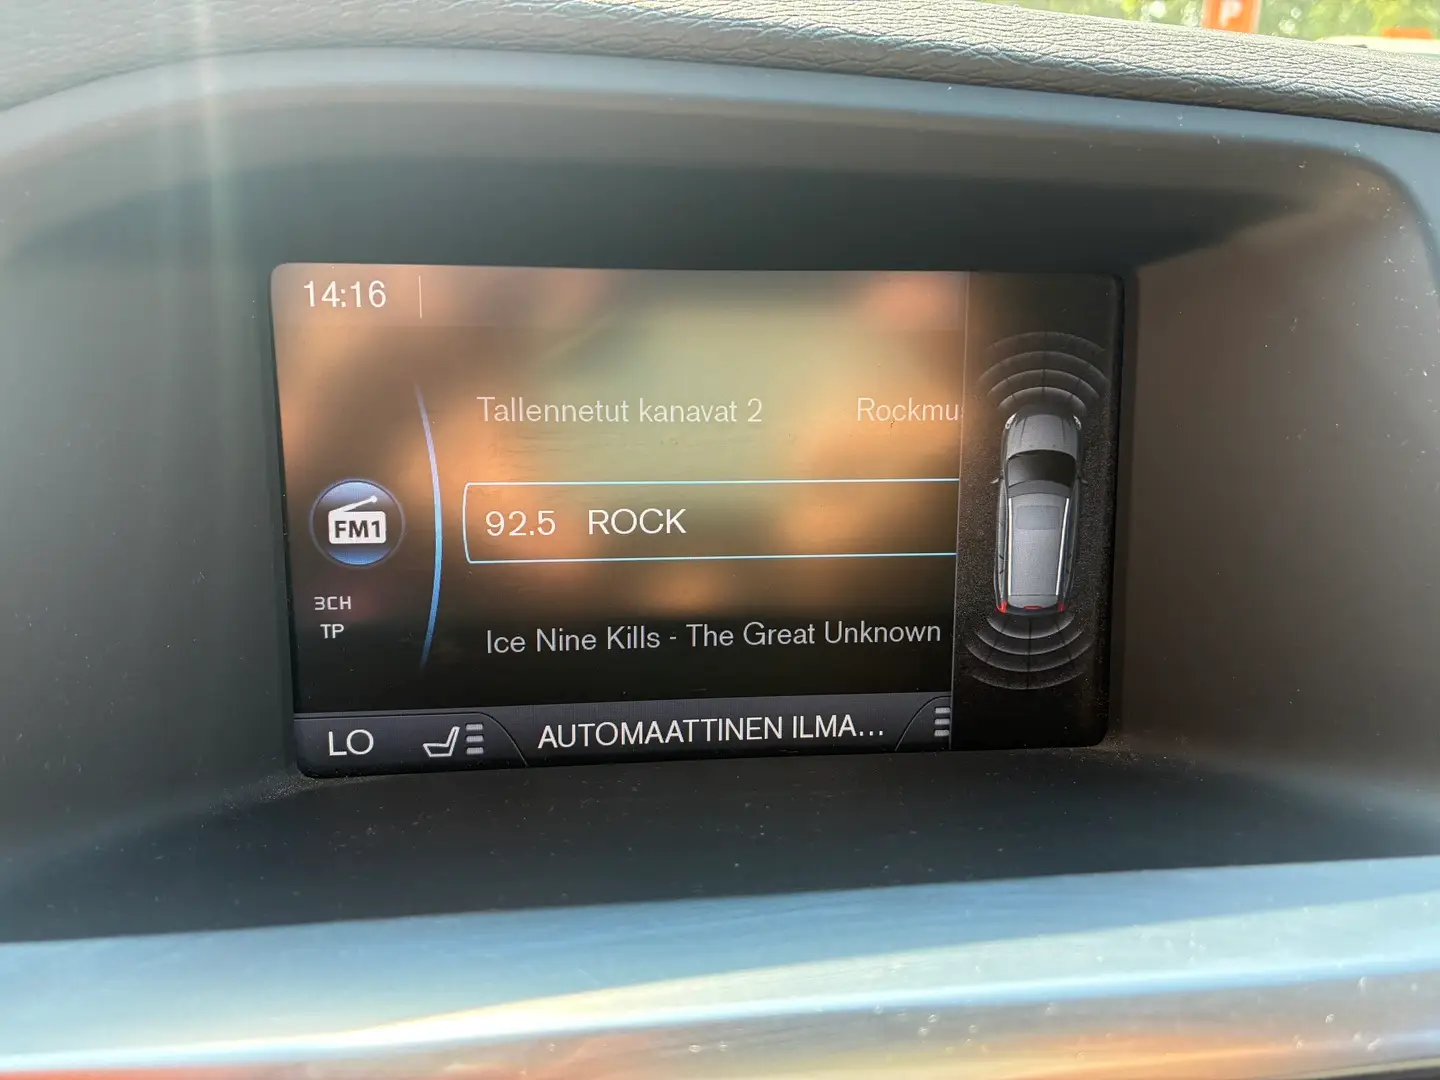 14:16
Tallennetut kanavat 2 Rockmu
FM1
92.5 ROCK
3CH
TP
Ice Nine Kills - The Great Unknown
LO AUTOMAATTINEN ILMA...
P